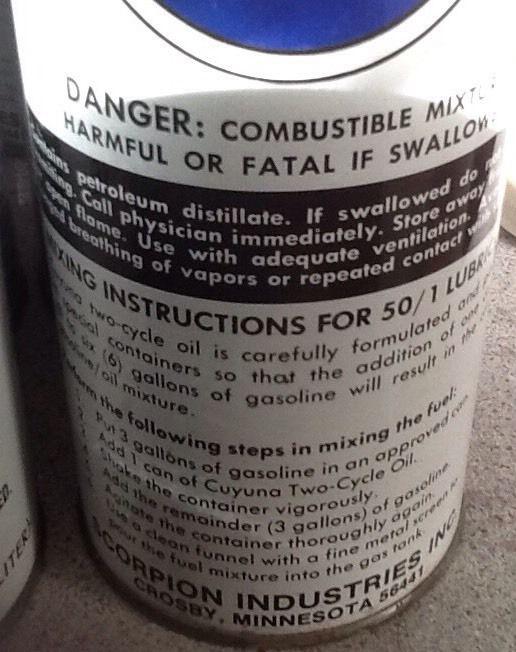 DANGER: COMBUSTIBLE
HARMFUL OR FATAL IF
petroleum distillate. If swallowed do
Call physician immediately. Store away
open flame. Use with adequate ventilation.
breathing of vapors or repeated contact
INSTRUCTIONS FOR 50/1
two-cycle oil is carefully formulated and
containers so that the addition of one
six (6) gallons of gasoline will result in the
/oil mixture.
the following steps in mixing the fuel:
Put 3 gallons of gasoline in an approved can
Add 1 can of Cuyuna Two-Cycle Oil.
Shake the container vigorously.
Add the remainder (3 gallons) of gasoline.
Agitate the container thoroughly again.
Use a clean funnel with a fine metal screen to
pour the fuel mixture into the gas tank.
SCORPION INDUSTRIES INC.
CROSBY, MINNESOTA 56441